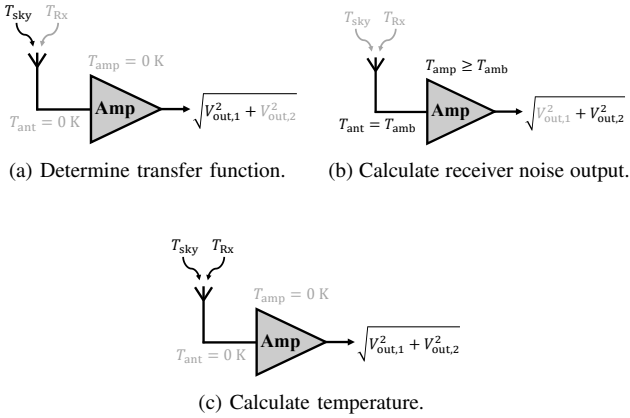 T_sky T_Rx
T_amp = 0 K
Amp
T_ant = 0 K
√(V²_out,1 + V²_out,2)
(a) Determine transfer function.
T_sky T_Rx
T_amp ≥ T_amb
Amp
T_ant = T_amb
√(V²_out,1 + V²_out,2)
(b) Calculate receiver noise output.
T_sky T_Rx
T_amp = 0 K
Amp
T_ant = 0 K
√(V²_out,1 + V²_out,2)
(c) Calculate temperature.